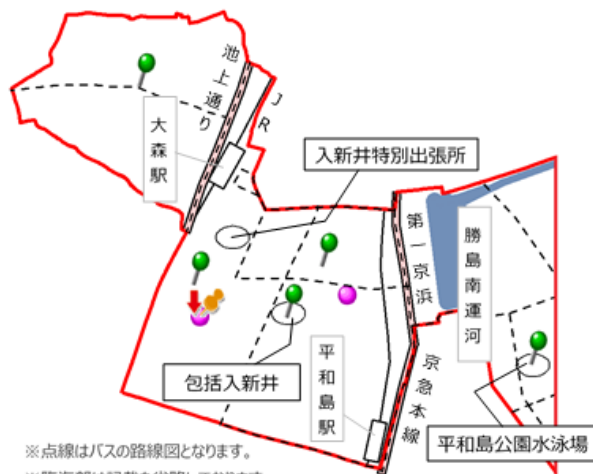 池上通り
JR
大森駅
入新井特別出張所
第一京浜
勝島南運河
包括入新井
平和島駅
京急本線
平和島公園水泳場
※点線はバスの路線図となります。